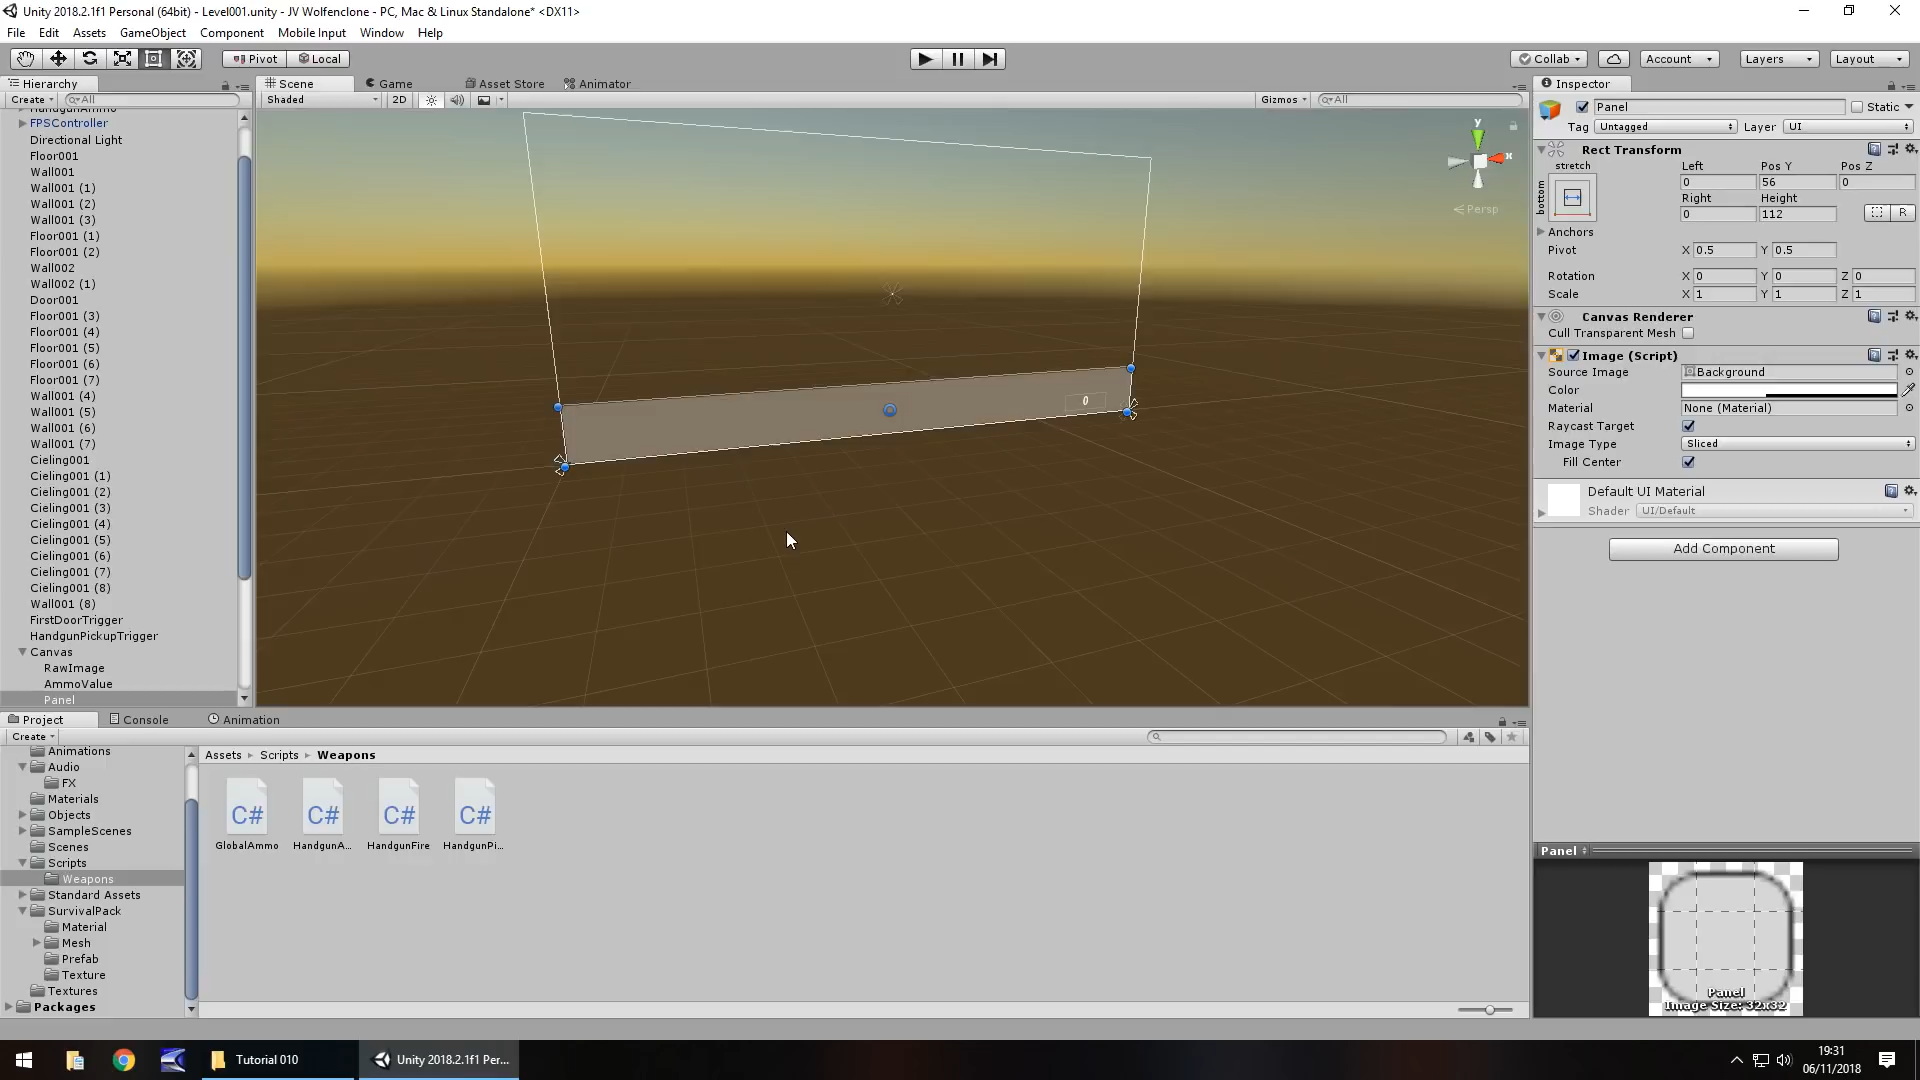 Unity 2018.2.1f1 Personal (64bit) - Level001.unity - JV Wolfenclone - PC, Mac & Linux Standalone* <DX11>
File Edit Assets GameObject Component Mobile Input Window Help
Pivot Local Collab Account Layers Layout
Hierarchy
Create All
FPSController
Directional Light
Floor001
Wall001
Wall001 (1)
Wall001 (2)
Wall001 (3)
Floor001 (1)
Floor001 (2)
Wall002
Wall002 (1)
Door001
Floor001 (3)
Floor001 (4)
Floor001 (5)
Floor001 (6)
Floor001 (7)
Wall001 (4)
Wall001 (5)
Wall001 (6)
Wall001 (7)
Cieling001
Cieling001 (1)
Cieling001 (2)
Cieling001 (3)
Cieling001 (4)
Cieling001 (5)
Cieling001 (6)
Cieling001 (7)
Cieling001 (8)
Wall001 (8)
FirstDoorTrigger
HandgunPickupTrigger
Canvas
RawImage
AmmoValue
Panel
Scene Game Asset Store Animator
Shaded 2D Gizmos All
y
x
Persp
0
Inspector
Panel Static
Tag Untagged Layer UI
Rect Transform
stretch Left Pos Y Pos Z
bottom
0 56 0
Right Height
0 112 R
Anchors
Pivot X 0.5 Y 0.5
Rotation X 0 Y 0 Z 0
Scale X 1 Y 1 Z 1
Canvas Renderer
Cull Transparent Mesh
Image (Script)
Source Image Background
Color
Material None (Material)
Raycast Target
Image Type Sliced
Fill Center
Default UI Material
Shader UI/Default
Add Component
Panel
Panel
Image Size: 32x32
Project Console Animation
Create
Animations
Audio
FX
Materials
Objects
SampleScenes
Scenes
Scripts
Weapons
Standard Assets
SurvivalPack
Material
Mesh
Prefab
Texture
Textures
Packages
Assets Scripts Weapons
C# C# C# C#
GlobalAmmo HandgunA... HandgunFire HandgunPi...
Tutorial 010
Unity 2018.2.1f1 Per...
19:31
06/11/2018